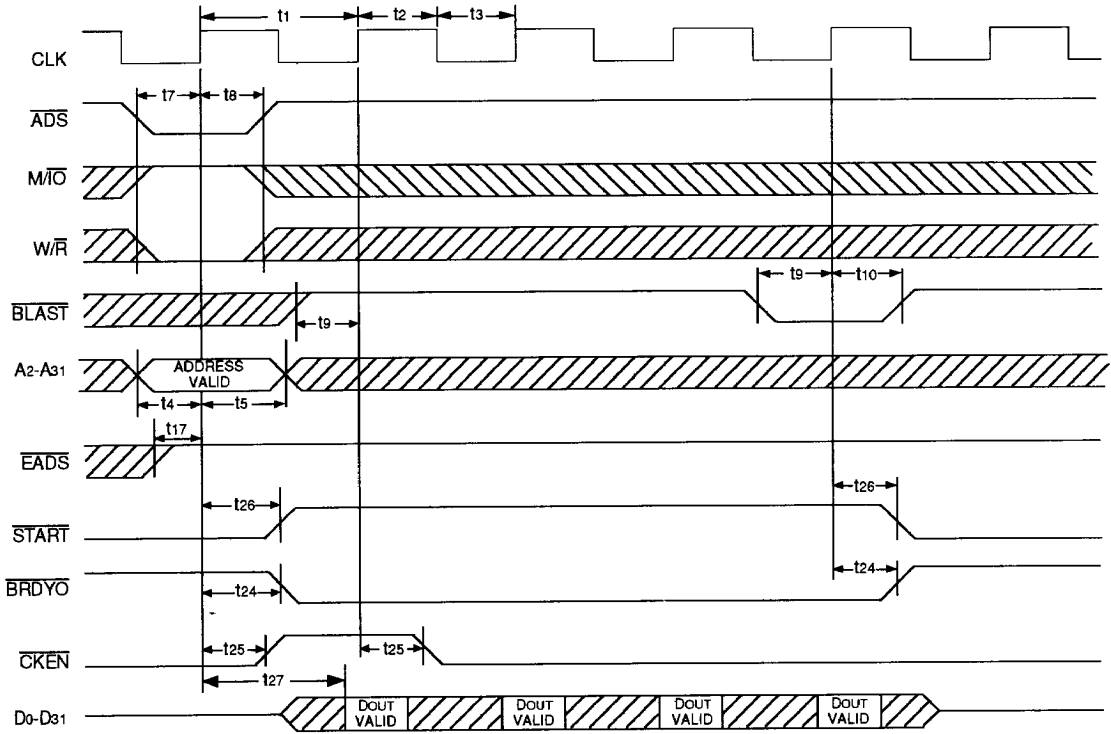 t1 t2 t3
CLK
t7 t8
ADS
M/IO
W/R
t9 t10
BLAST
t9
A2-A31 ADDRESS VALID
t4 t5
t17
EADS
t26 t26
START
t24 t24
BRDYO
t25 t25
CKEN
t27
D0-D31 DOUT VALID DOUT VALID DOUT VALID DOUT VALID